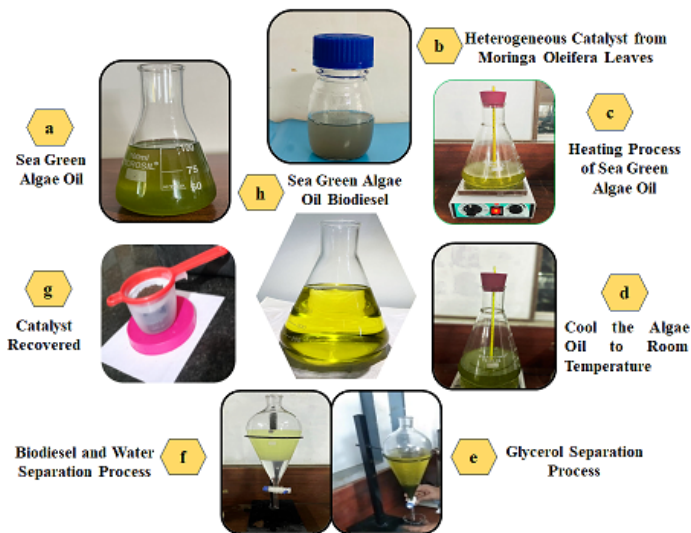 a
Sea Green
Algae Oil
b
Heterogeneous Catalyst from
Moringa Oleifera Leaves
c
Heating Process
of Sea Green
Algae Oil
d
Cool the Algae
Oil to Room
Temperature
e
Glycerol Separation
Process
f
Biodiesel and Water
Separation Process
g
Catalyst
Recovered
h
Sea Green Algae
Oil Biodiesel
100
75
50